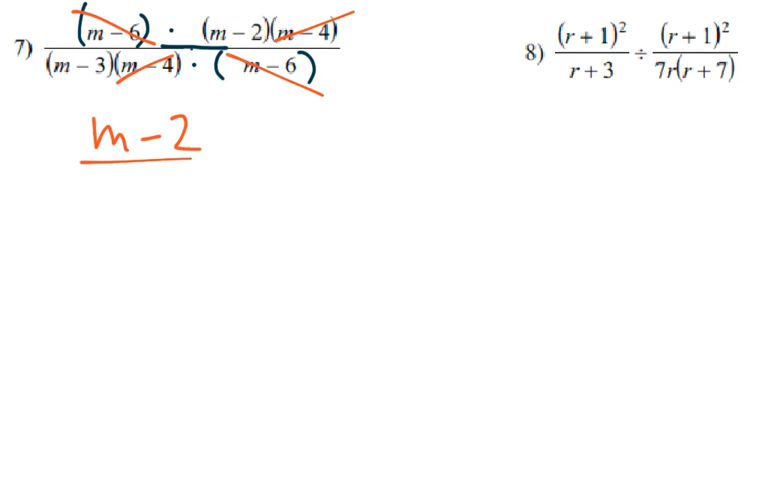 7) (m – 6) · (m – 2)(m – 4) / (m – 3)(m – 4) · (m – 6)
m – 2
8) (r + 1)² / r + 3 ÷ (r + 1)² / 7r(r + 7)